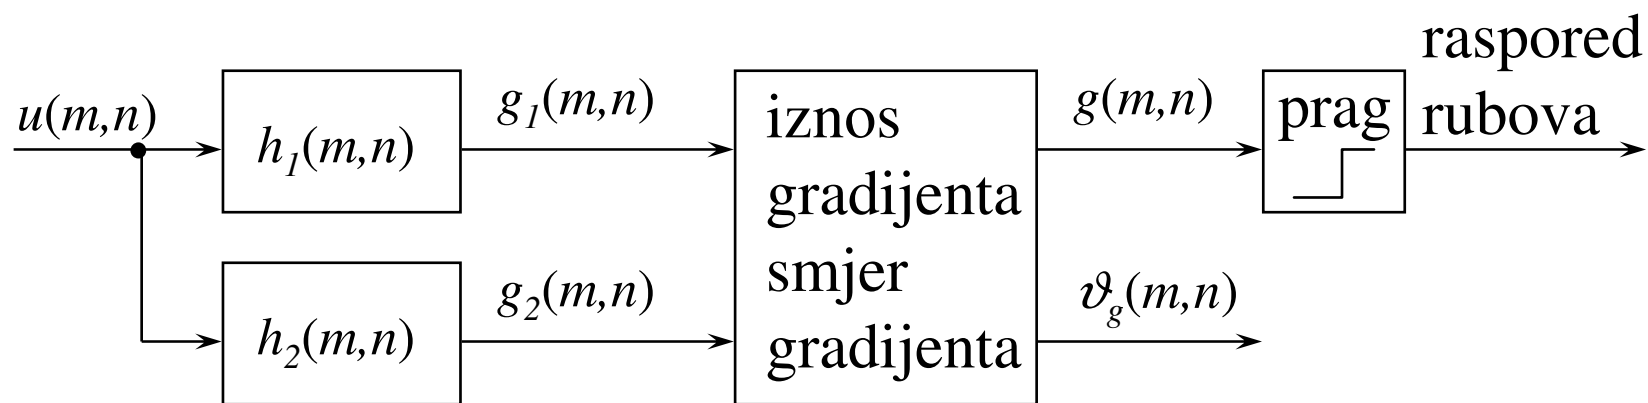 u(m,n)
h1(m,n)
g1(m,n)
h2(m,n)
g2(m,n)
iznos
gradijenta
smjer
gradijenta
g(m,n)
ϑg(m,n)
prag
raspored
rubova